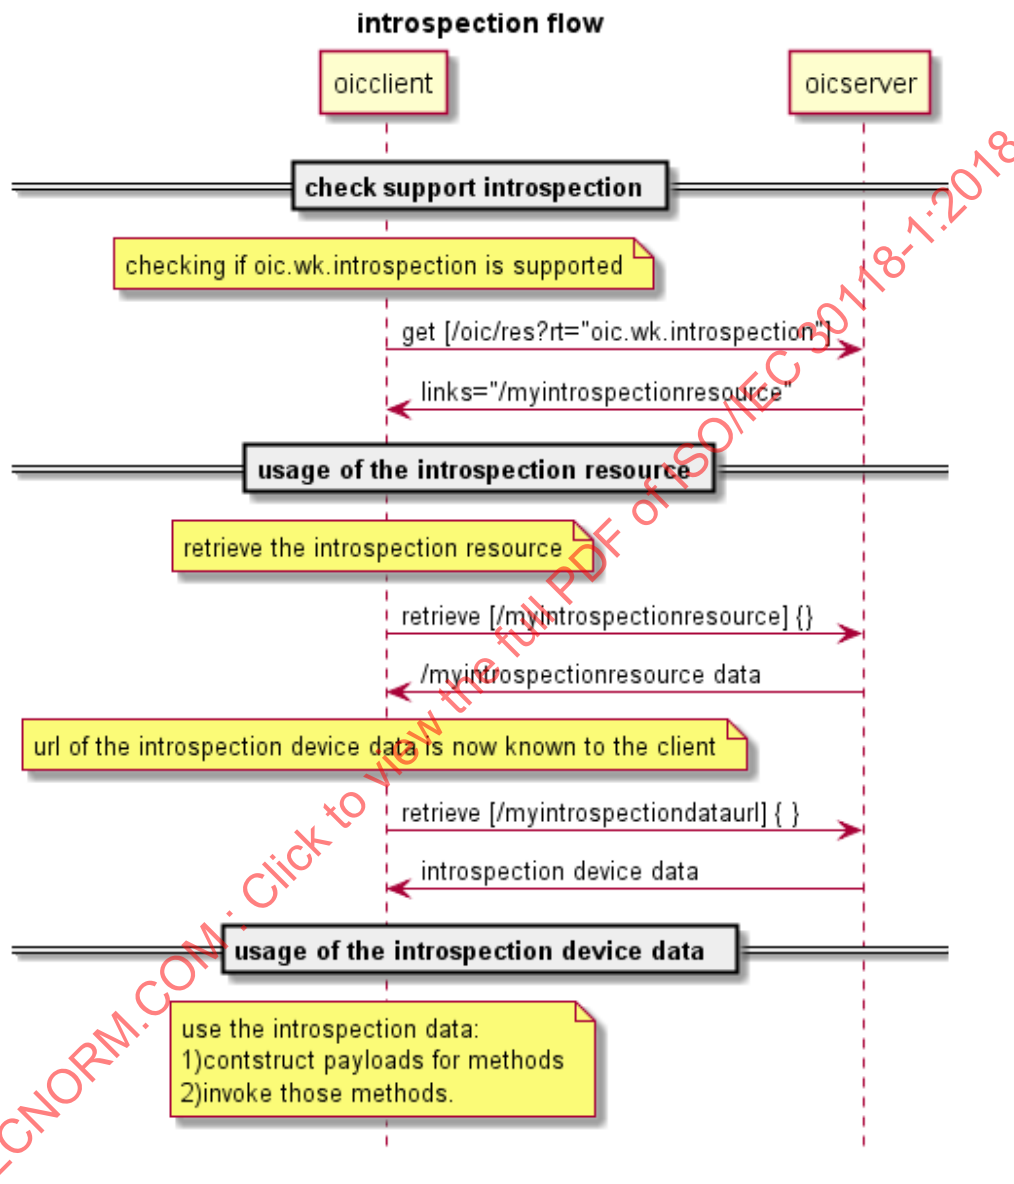 introspection flow
oicclient
oicserver
check support introspection
checking if oic.wk.introspection is supported
get [/oic/res?rt="oic.wk.introspection"]
links="/myintrospectionresource"
usage of the introspection resource
retrieve the introspection resource
retrieve [/myintrospectionresource] {}
/myintrospectionresource data
url of the introspection device data is now known to the client
retrieve [/myintrospectiondataurl] { }
introspection device data
usage of the introspection device data
use the introspection data:
1)contstruct payloads for methods
2)invoke those methods.
ECNORM.COM : Click to view the full PDF of ISO/IEC 30118-1:2018